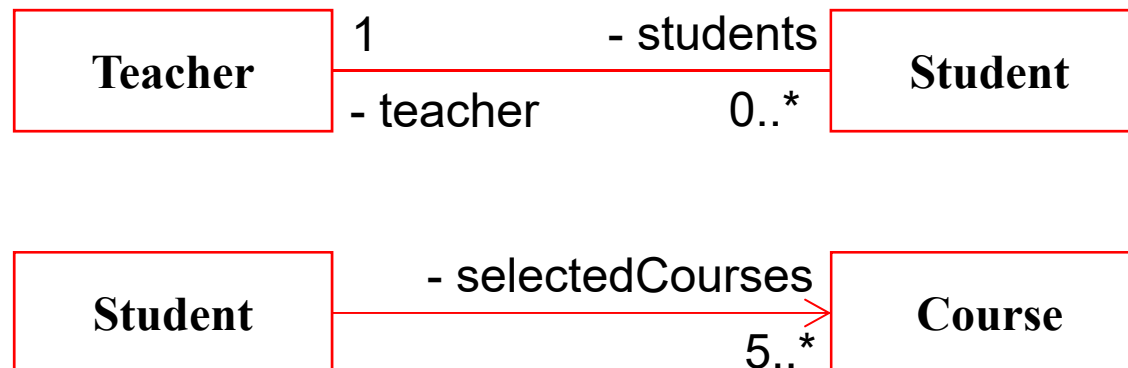 Teacher
1
- students
- teacher
0..*
Student
Student
- selectedCourses
5..*
Course